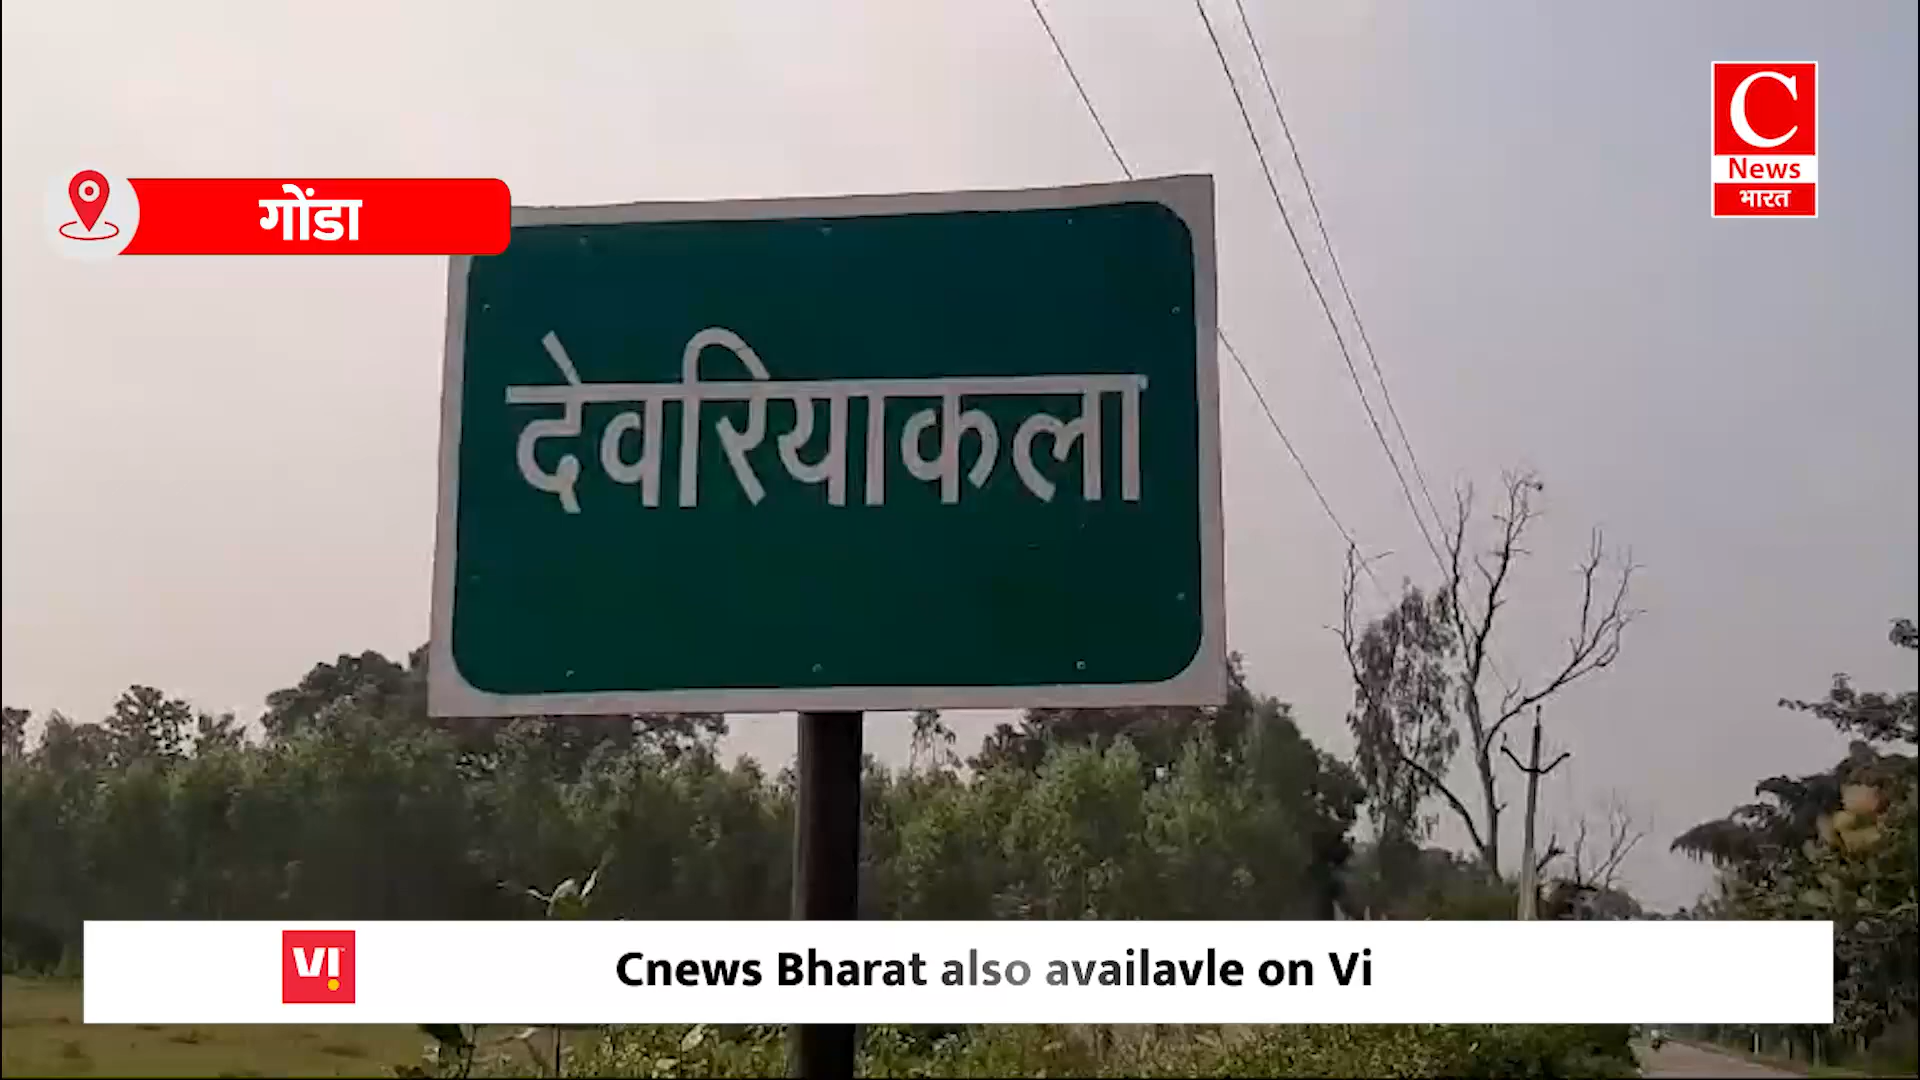 C
News
भारत
गोंडा
देवरियाकला
VI
Cnews Bharat also availavle on Vi